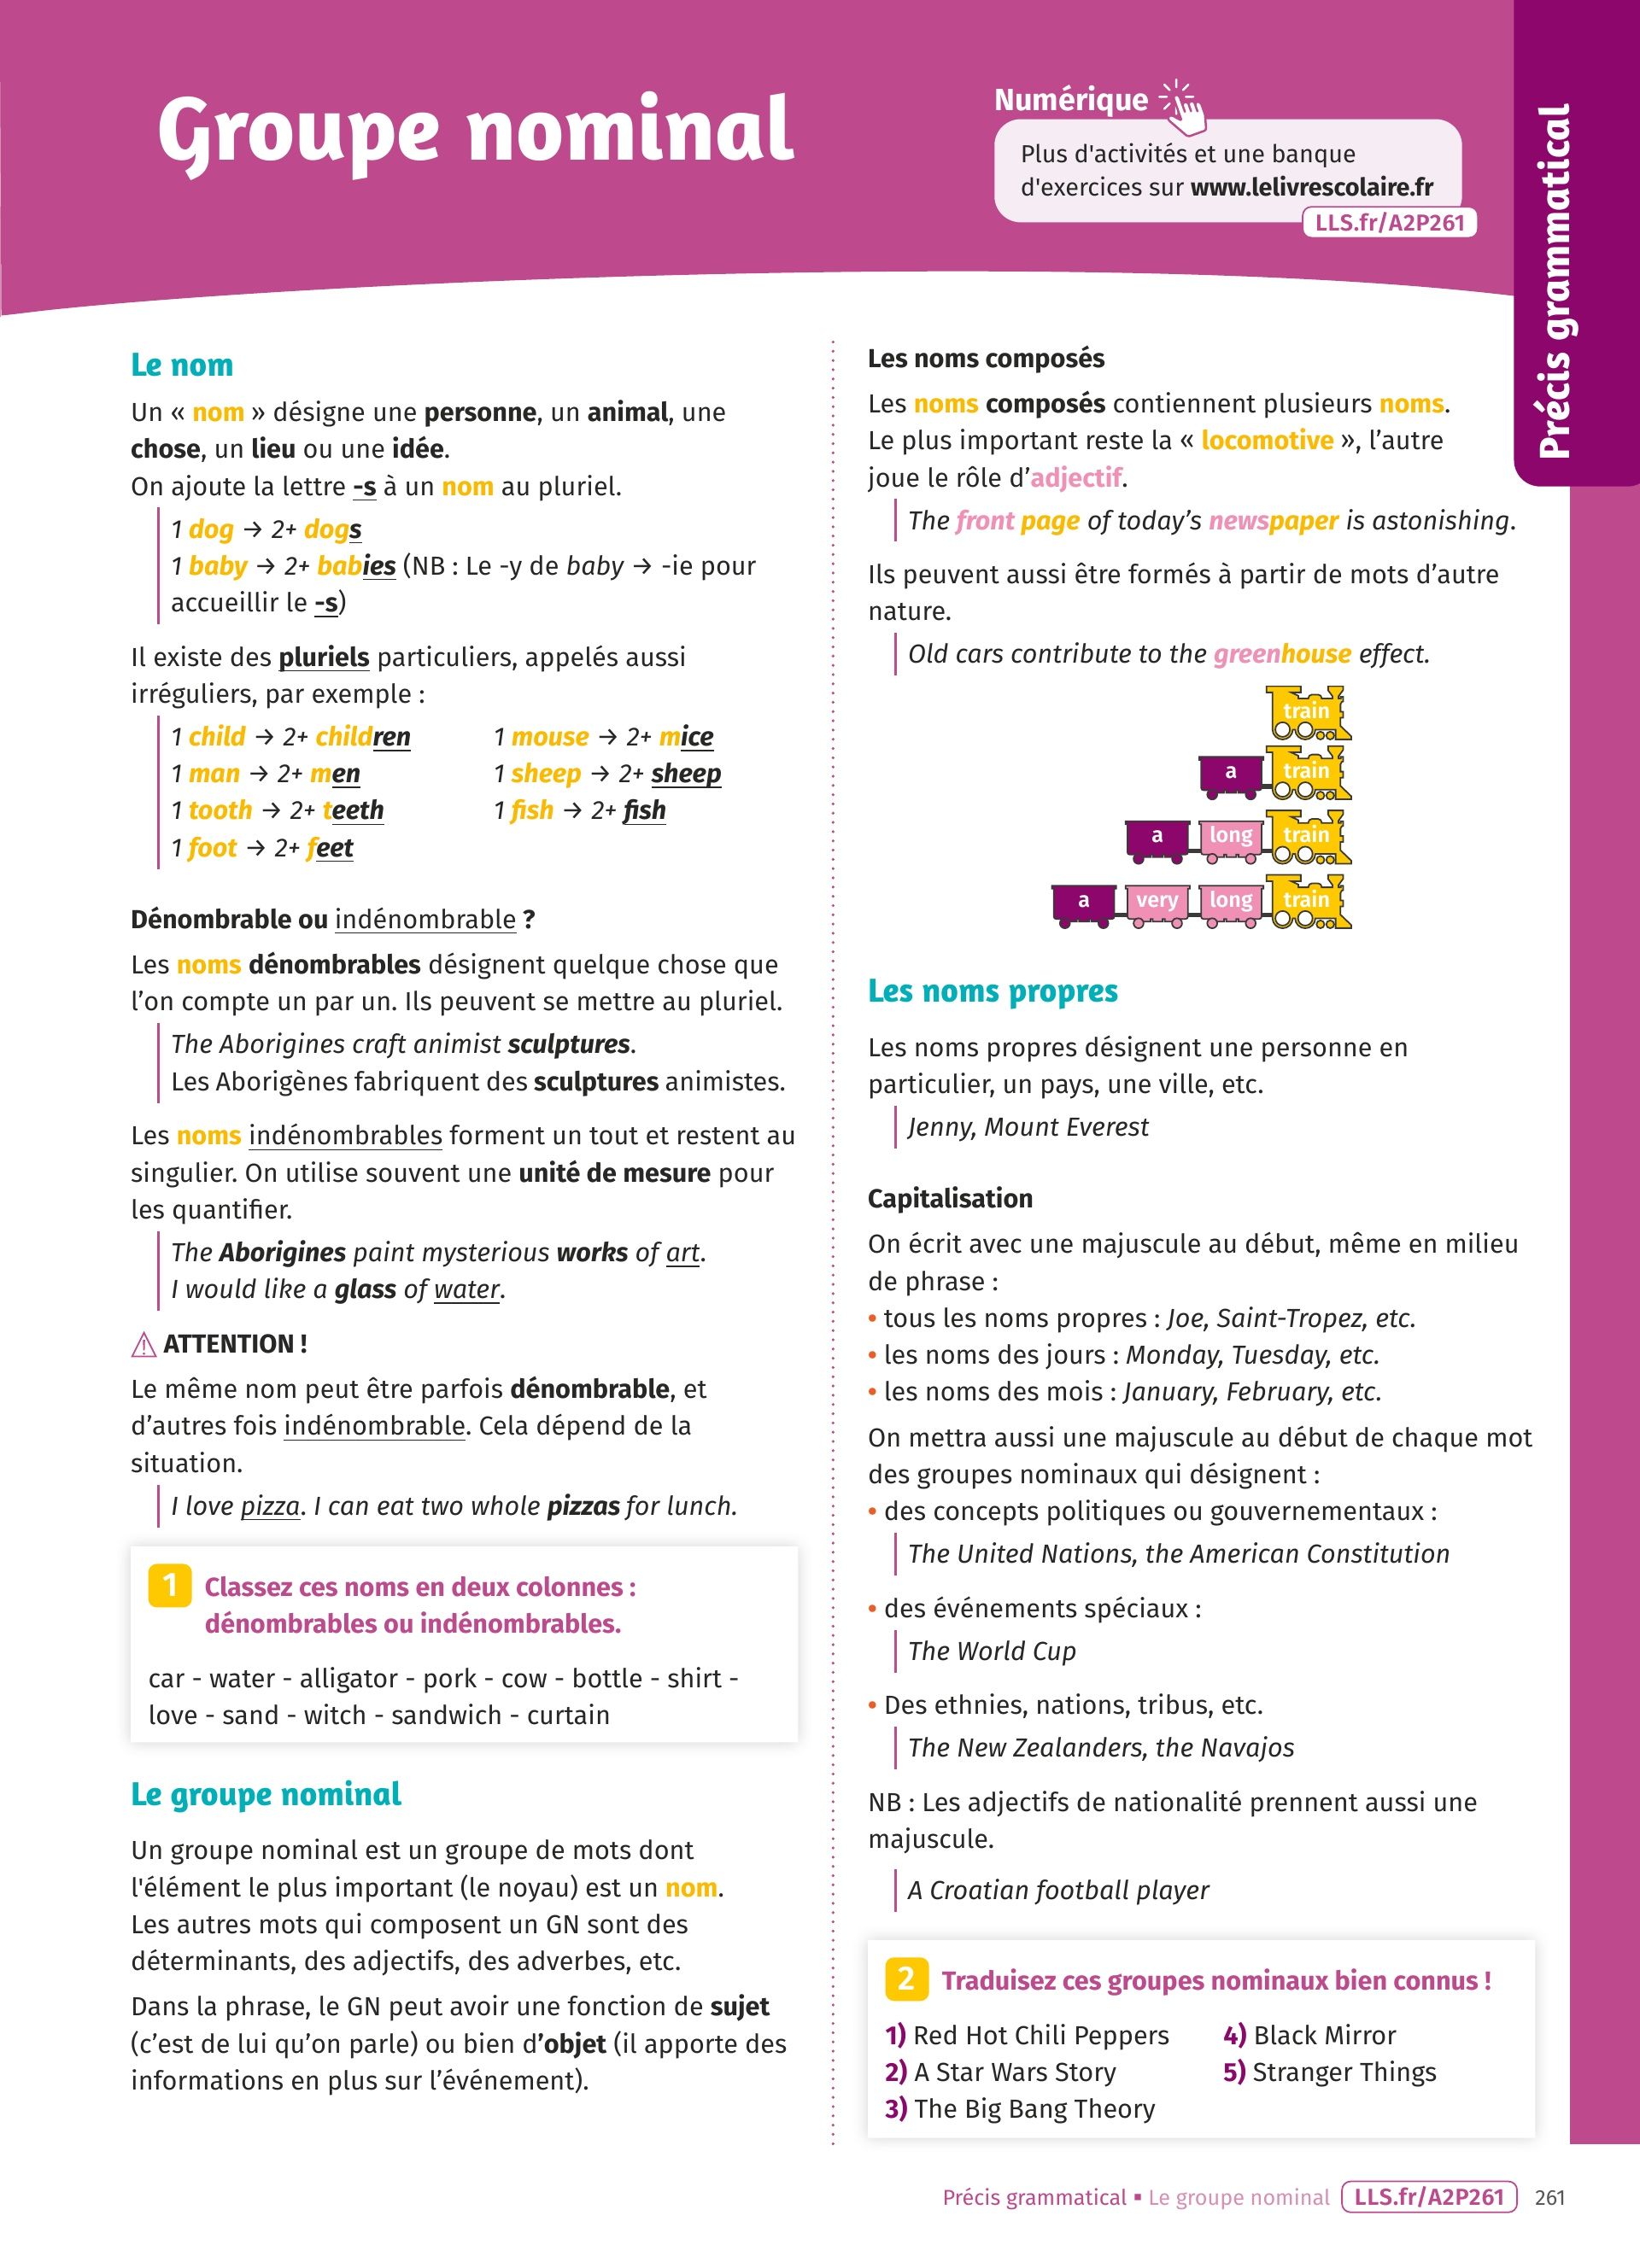 Groupe nominal
Numérique
Plus d'activités et une banque
d'exercices sur www.lelivrescolaire.fr
LLS.fr/A2P261
Précis grammatical
Le nom
Un « nom » désigne une personne, un animal, une
chose, un lieu ou une idée.
On ajoute la lettre -s à un nom au pluriel.
1 dog → 2+ dogs
1 baby → 2+ babies (NB : Le -y de baby → -ie pour
accueillir le -s)
Il existe des pluriels particuliers, appelés aussi
irréguliers, par exemple :
1 child → 2+ children
1 man → 2+ men
1 tooth → 2+ teeth
1 foot → 2+ feet
1 mouse → 2+ mice
1 sheep → 2+ sheep
1 fish → 2+ fish
Dénombrable ou indénombrable ?
Les noms dénombrables désignent quelque chose que
l'on compte un par un. Ils peuvent se mettre au pluriel.
The Aborigines craft animist sculptures.
Les Aborigènes fabriquent des sculptures animistes.
Les noms indénombrables forment un tout et restent au
singulier. On utilise souvent une unité de mesure pour
les quantifier.
The Aborigines paint mysterious works of art.
I would like a glass of water.
ATTENTION !
Le même nom peut être parfois dénombrable, et
d'autres fois indénombrable. Cela dépend de la
situation.
I love pizza. I can eat two whole pizzas for lunch.
1 Classez ces noms en deux colonnes :
dénombrables ou indénombrables.
car - water - alligator - pork - cow - bottle - shirt -
love - sand - witch - sandwich - curtain
Le groupe nominal
Un groupe nominal est un groupe de mots dont
l'élément le plus important (le noyau) est un nom.
Les autres mots qui composent un GN sont des
déterminants, des adjectifs, des adverbes, etc.
Dans la phrase, le GN peut avoir une fonction de sujet
(c'est de lui qu'on parle) ou bien d'objet (il apporte des
informations en plus sur l'événement).
Les noms composés
Les noms composés contiennent plusieurs noms.
Le plus important reste la « locomotive », l'autre
joue le rôle d'adjectif.
The front page of today's newspaper is astonishing.
Ils peuvent aussi être formés à partir de mots d'autre
nature.
Old cars contribute to the greenhouse effect.
train
a train
a long train
a very long train
Les noms propres
Les noms propres désignent une personne en
particulier, un pays, une ville, etc.
Jenny, Mount Everest
Capitalisation
On écrit avec une majuscule au début, même en milieu
de phrase :
• tous les noms propres : Joe, Saint-Tropez, etc.
• les noms des jours : Monday, Tuesday, etc.
• les noms des mois : January, February, etc.
On mettra aussi une majuscule au début de chaque mot
des groupes nominaux qui désignent :
• des concepts politiques ou gouvernementaux :
The United Nations, the American Constitution
• des événements spéciaux :
The World Cup
• Des ethnies, nations, tribus, etc.
The New Zealanders, the Navajos
NB : Les adjectifs de nationalité prennent aussi une
majuscule.
A Croatian football player
2 Traduisez ces groupes nominaux bien connus !
1) Red Hot Chili Peppers
2) A Star Wars Story
3) The Big Bang Theory
4) Black Mirror
5) Stranger Things
Précis grammatical ▪ Le groupe nominal LLS.fr/A2P261 261